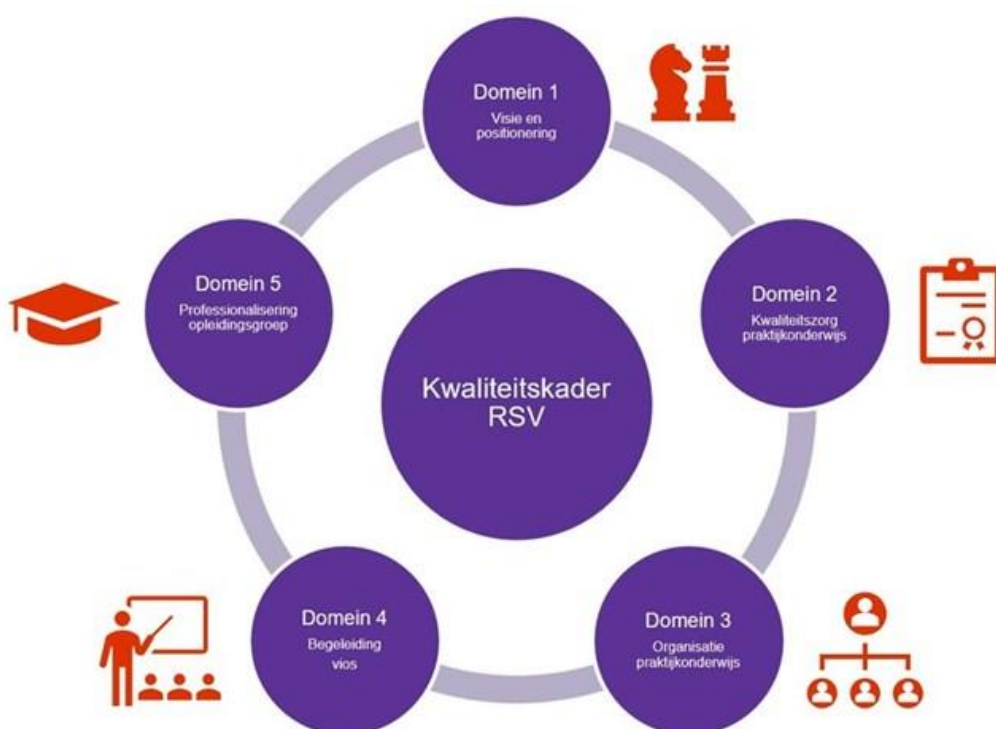 Domein 1
Visie en
positionering
Domein 2
Kwaliteitszorg
praktijkonderwijs
Domein 3
Organisatie
praktijkonderwijs
Domein 4
Begeleiding
vios
Domein 5
Professionalisering
opleidingsgroep
Kwaliteitskader
RSV